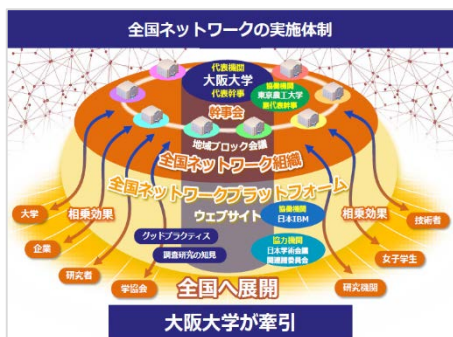 全国ネットワークの実施体制
代表機関
大阪大学
代表幹事
協働機関
東京農工大学
副代表幹事
幹事会
地域ブロック会議
全国ネットワーク組織
全国ネットワークプラットフォーム
ウェブサイト
協働機関
日本IBM
グッドプラクティス
調査研究の知見
協力機関
日本学術会議
関連諸委員会
大学
相乗効果
企業
研究者
学協会
相乗効果
技術者
女子学生
研究機関
全国へ展開
大阪大学が牽引